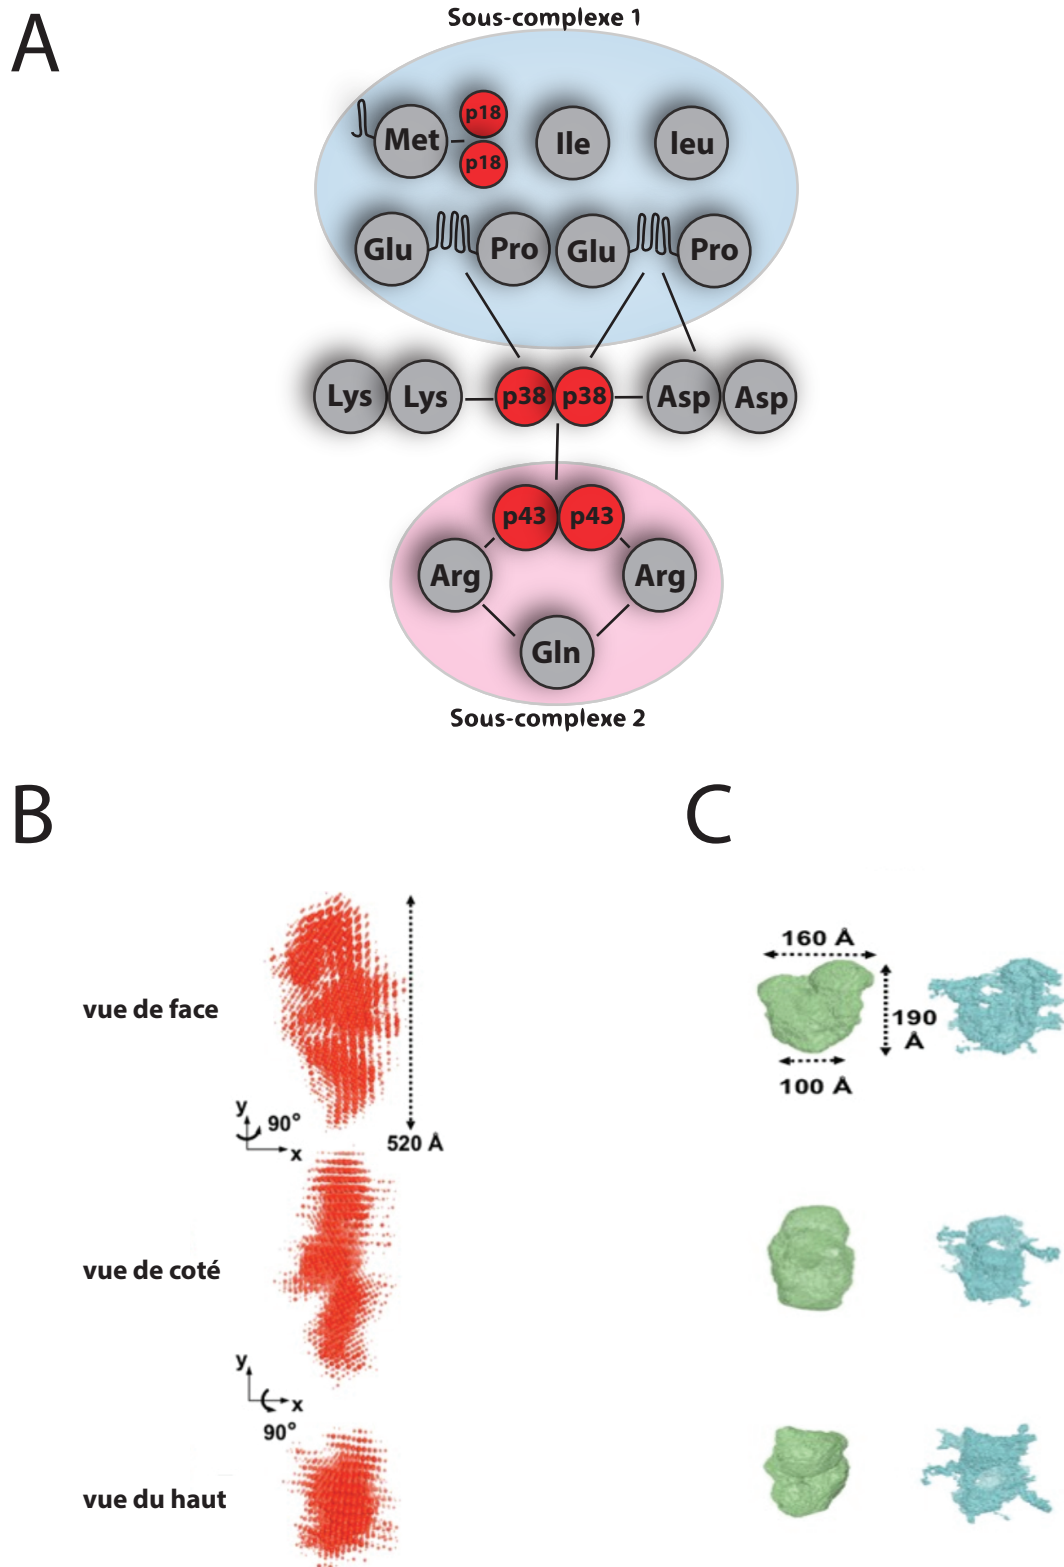 A
Sous-complexe 1
Met
p18
p18
Ile
leu
Glu
Pro
Glu
Pro
Lys
Lys
p38
p38
Asp
Asp
p43
p43
Arg
Arg
Gln
Sous-complexe 2
B
C
vue de face
520 Å
160 Å
190
Å
100 Å
y
90°
x
vue de coté
y
x
90°
vue du haut